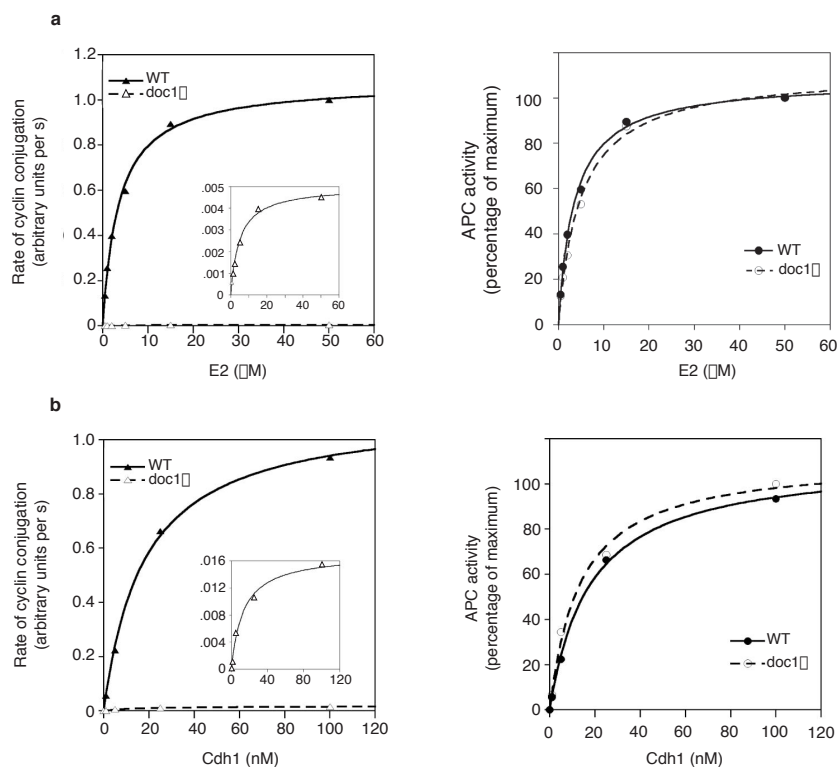 a
Rate of cyclin conjugation
(arbitrary units per s)
1.2
1.0
0.8
0.6
0.4
0.2
0
WT
doc1▯
.005
.004
.003
.002
.001
0
0 20 40 60
0 10 20 30 40 50 60
E2 (▯M)
APC activity
(percentage of maximum)
100
80
60
40
20
0
WT
doc1▯
0 10 20 30 40 50 60
E2 (▯M)
b
Rate of cyclin conjugation
(arbitrary units per s)
1.0
0.8
0.6
0.4
0.2
0
WT
doc1▯
.016
.012
.008
.004
0
0 40 80 120
0 20 40 60 80 100 120
Cdh1 (nM)
APC activity
(percentage of maximum)
100
80
60
40
20
0
WT
doc1▯
0 20 40 60 80 100 120
Cdh1 (nM)